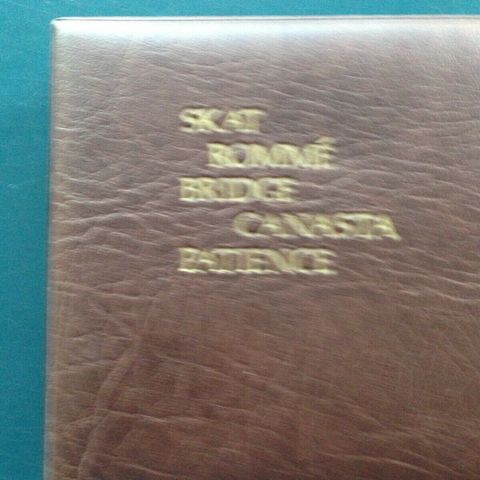 SKAT
ROMMÉ
BRIDGE
CANASTA
PATIENCE